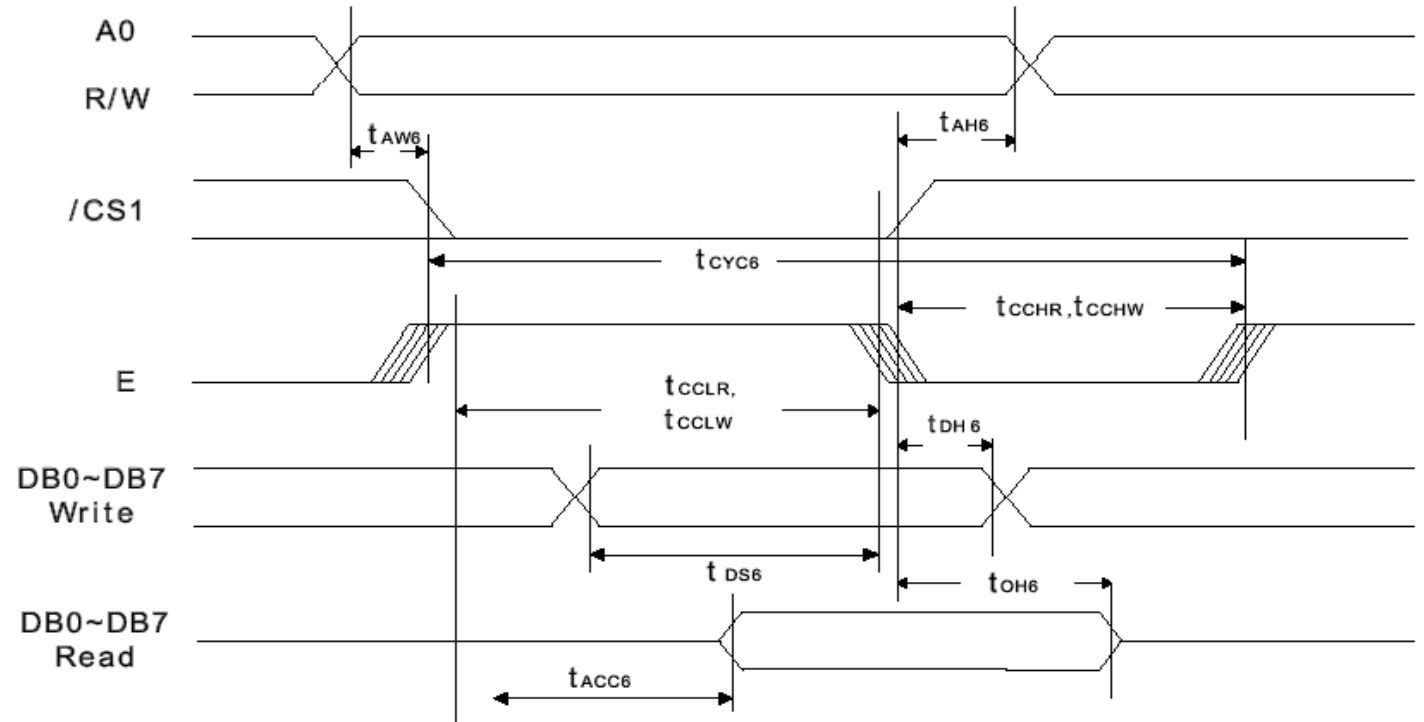 A0
R/W
tAW6
tAH6
/CS1
tCYC6
tCCHR,tCCHW
E
tCCLR,
tCCLW
tDH6
DB0~DB7
Write
tDS6
tOH6
DB0~DB7
Read
tACC6